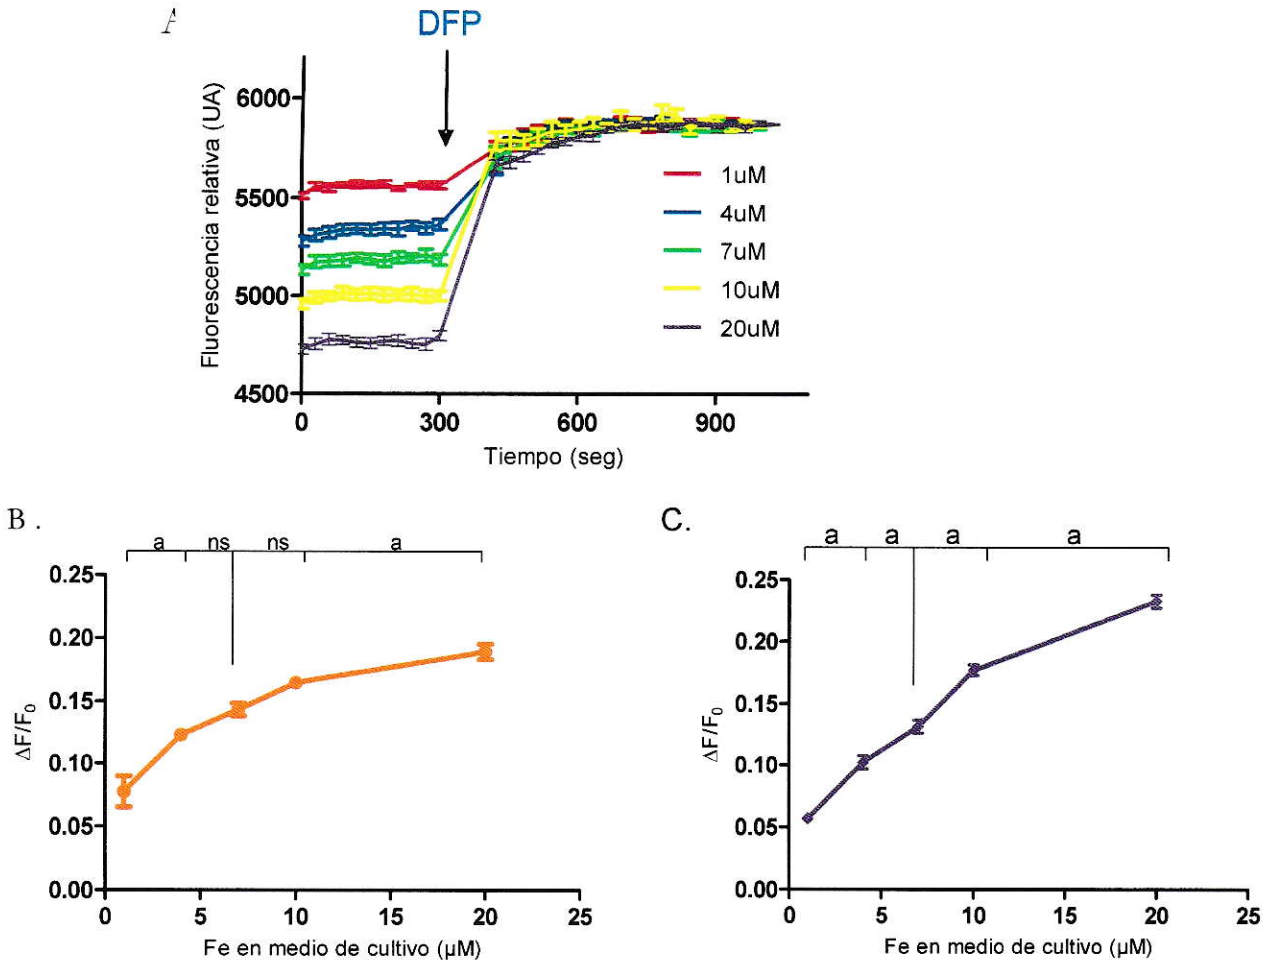 A
DFP
Fluorescencia relativa (UA)
6000
5500
5000
4500
0
300
600
900
Tiempo (seg)
1uM
4uM
7uM
10uM
20uM
B .
a ns ns a
0.25
0.20
0.15
0.10
0.05
0.00
ΔF/F0
0 5 10 15 20 25
Fe en medio de cultivo (µM)
C.
a a a a
0.25
0.20
0.15
0.10
0.05
0.00
ΔF/F0
0 5 10 15 20 25
Fe en medio de cultivo (µM)